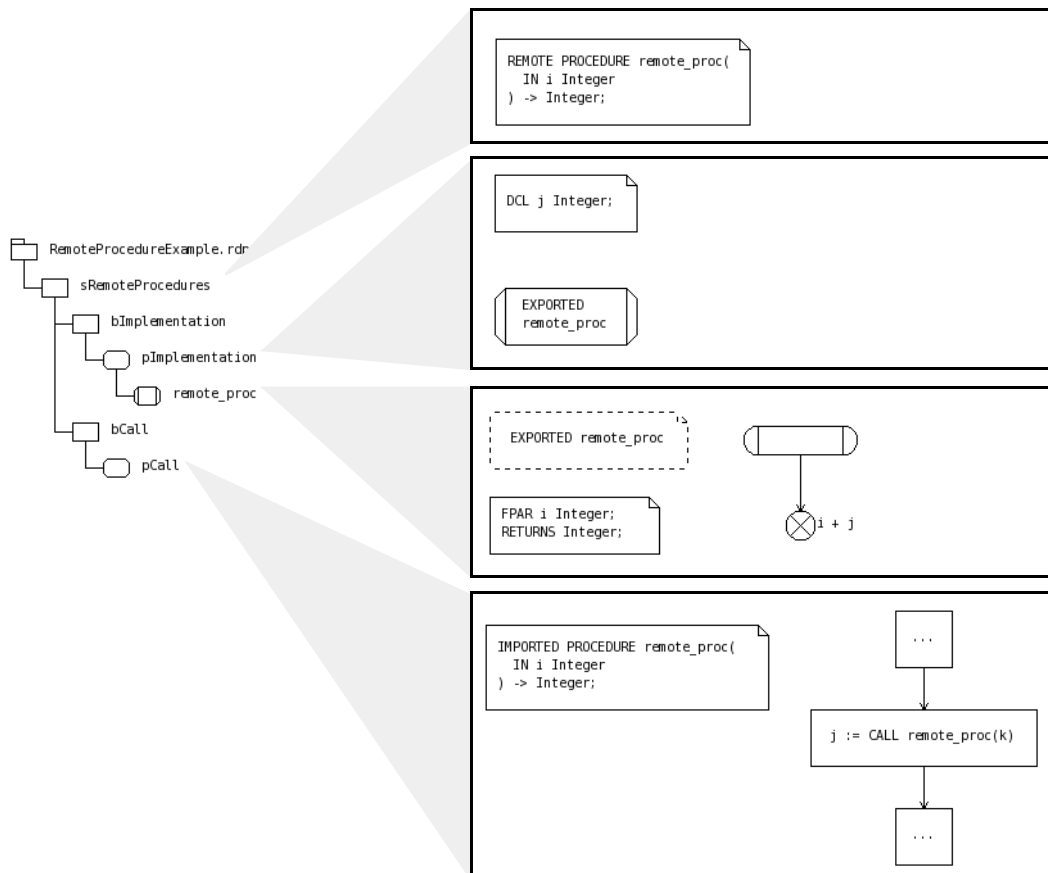 RemoteProcedureExample.rdr
sRemoteProcedures
bImplementation
pImplementation
remote_proc
bCall
pCall
REMOTE PROCEDURE remote_proc(
  IN i Integer
) -> Integer;
DCL j Integer;
EXPORTED
remote_proc
EXPORTED remote_proc
FPAR i Integer;
RETURNS Integer;
i + j
IMPORTED PROCEDURE remote_proc(
  IN i Integer
) -> Integer;
...
j := CALL remote_proc(k)
...